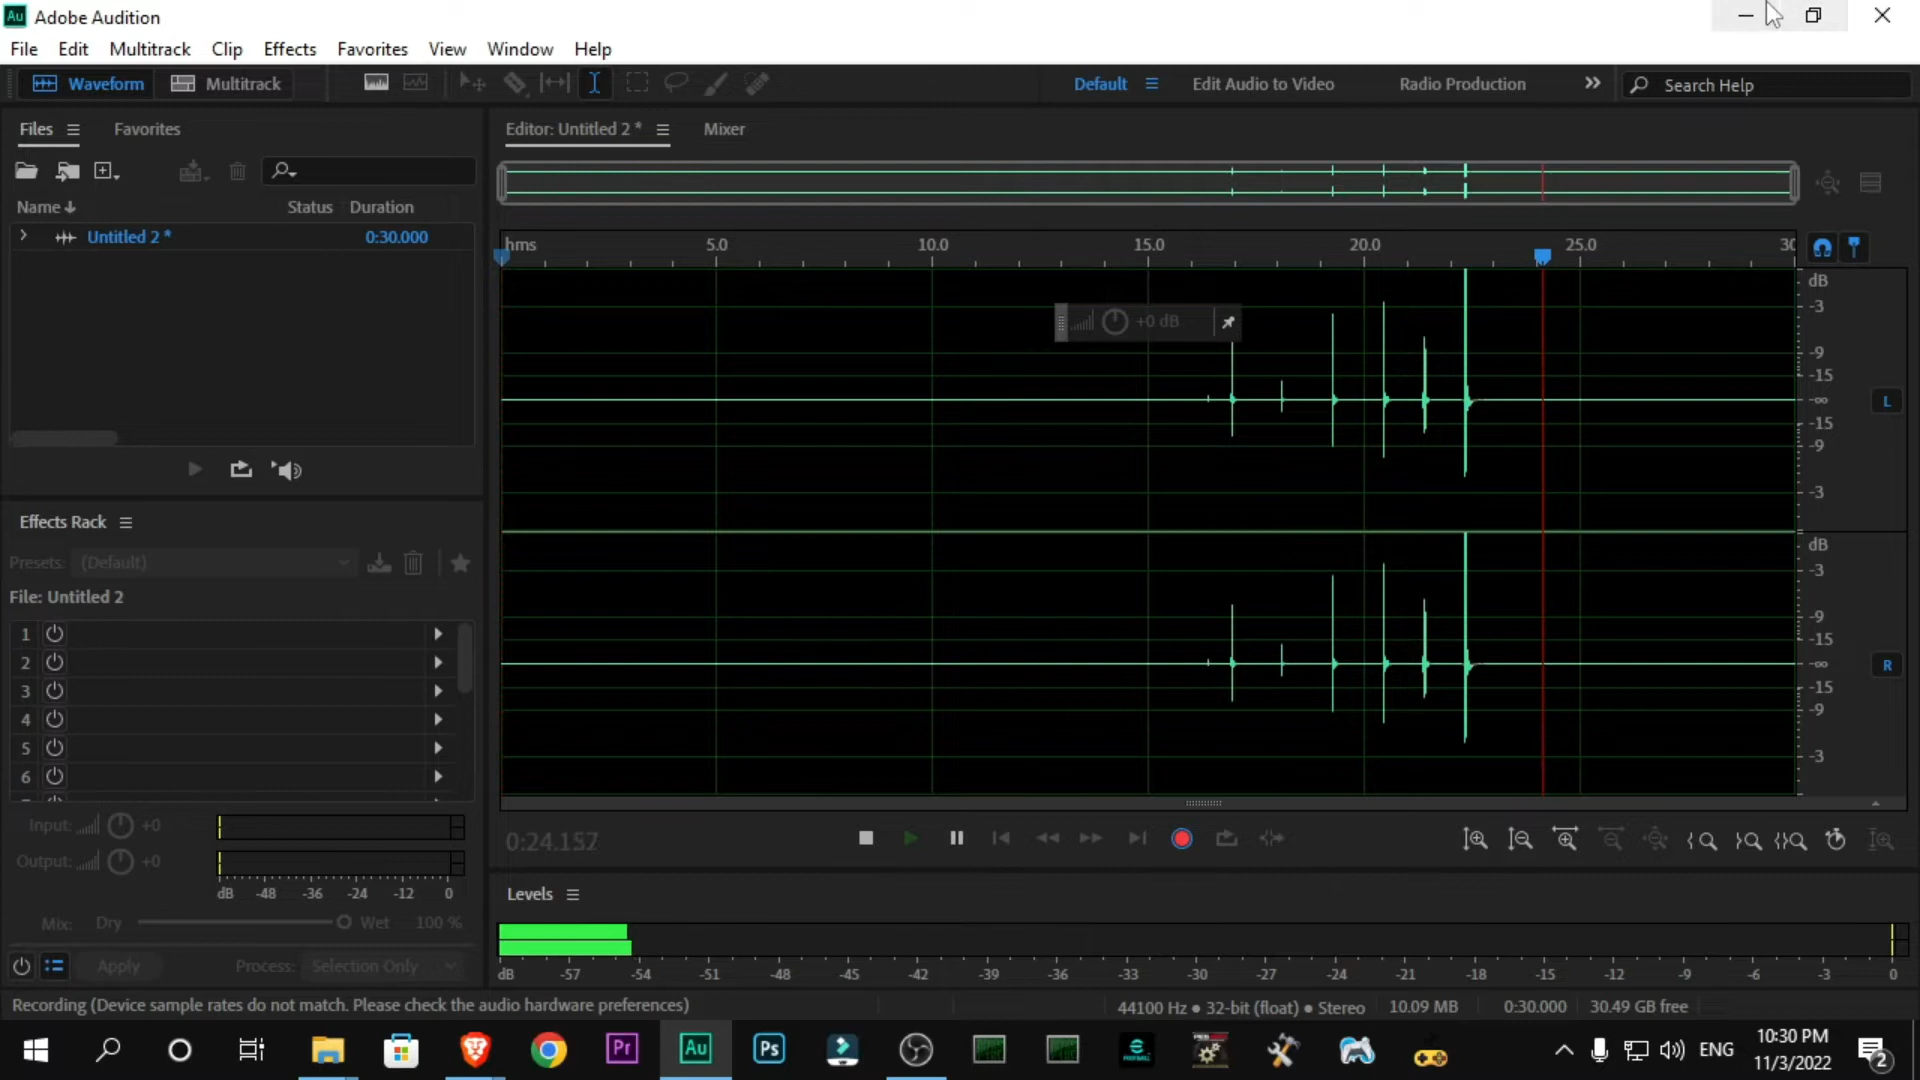 Au Adobe Audition
File Edit Multitrack Clip Effects Favorites View Window Help
Waveform Multitrack Default Edit Audio to Video Radio Production Search Help
Files Favorites
Name Status Duration
Untitled 2 * 0:30.000
Effects Rack
Presets: (Default)
File: Untitled 2
1
2
3
4
5
6
Input: +0
Output: +0
dB -48 -36 -24 -12 0
Mix: Dry Wet 100 %
Apply Process: Selection Only
Editor: Untitled 2 * Mixer
hms 5.0 10.0 15.0 20.0 25.0 30
+0 dB
dB
-3
-9
-15
-∞
-15
-9
-3
L
dB
-3
-9
-15
-∞
-15
-9
-3
R
0:24.157
Levels
dB -57 -54 -51 -48 -45 -42 -39 -36 -33 -30 -27 -24 -21 -18 -15 -12 -9 -6 -3 0
Recording (Device sample rates do not match. Please check the audio hardware preferences) 44100 Hz ● 32-bit (float) ● Stereo 10.09 MB 0:30.000 30.49 GB free
Pr Au Ps ENG
10:30 PM
11/3/2022
2